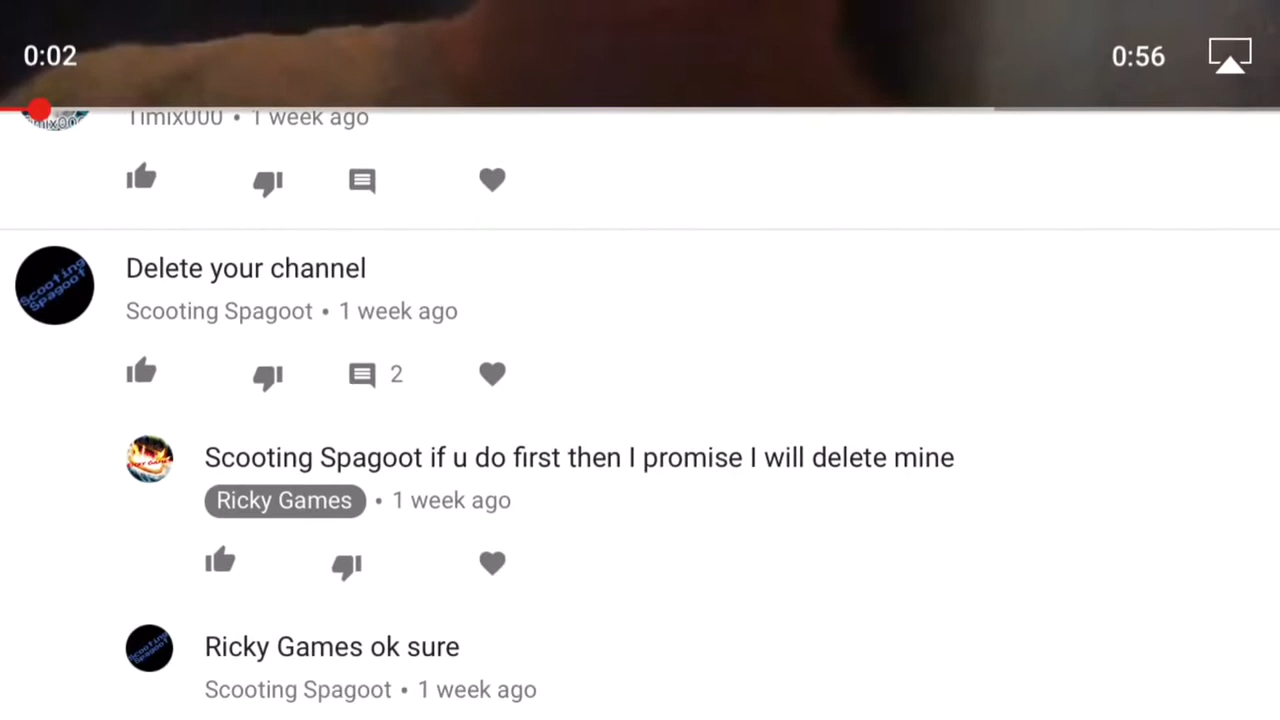 0:02
0:56
Timix000 • 1 week ago
Delete your channel
Scooting Spagoot
Scooting Spagoot • 1 week ago
2
Scooting Spagoot if u do first then I promise I will delete mine
Ricky Games • 1 week ago
Ricky Games ok sure
Scooting Spagoot • 1 week ago